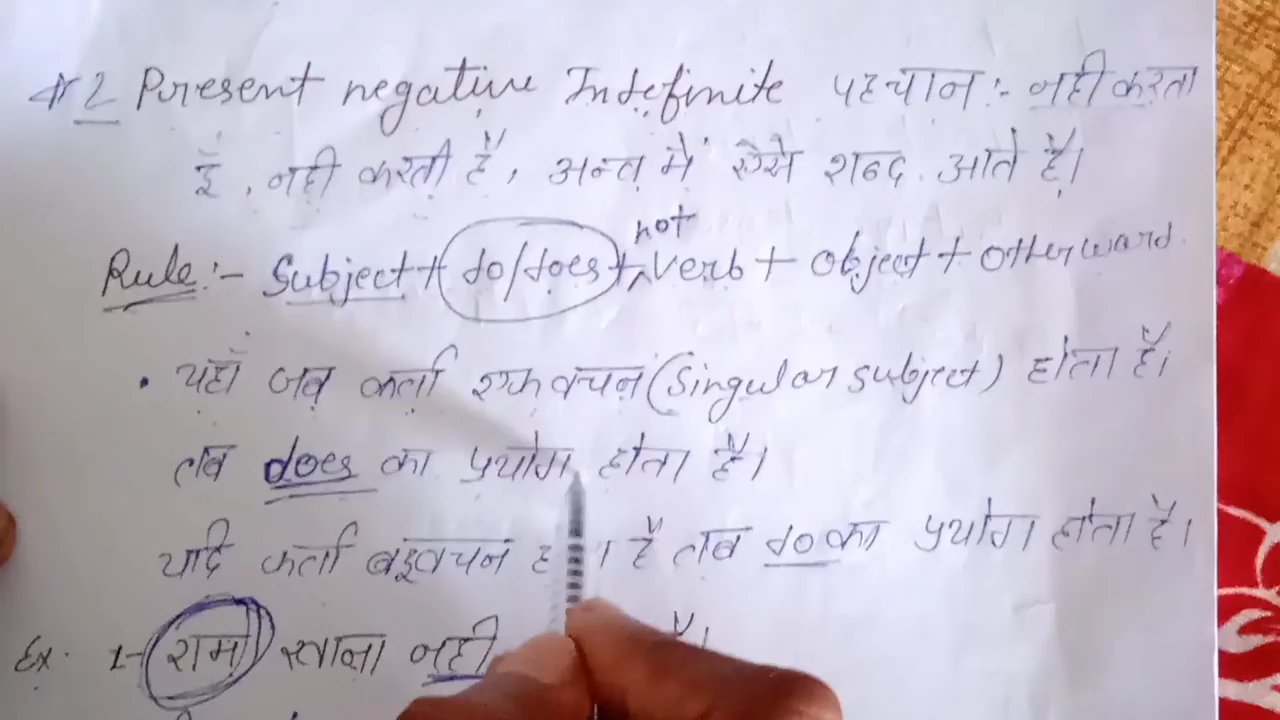 #2 Present negative Indefinite पहचान :- नही करता
हूँ, नही करती है, अन्त में ऐसे शब्द आते है।
Rule :- Subject + do/does + not Verb + object + other word.
• यहाँ जब कर्ता एकवचन (Singular subject) होता है।
तब does का प्रयोग होता है।
यदि कर्ता बहुवचन है तब do का प्रयोग होता है।
Ex. 1- राम खाना नही है।